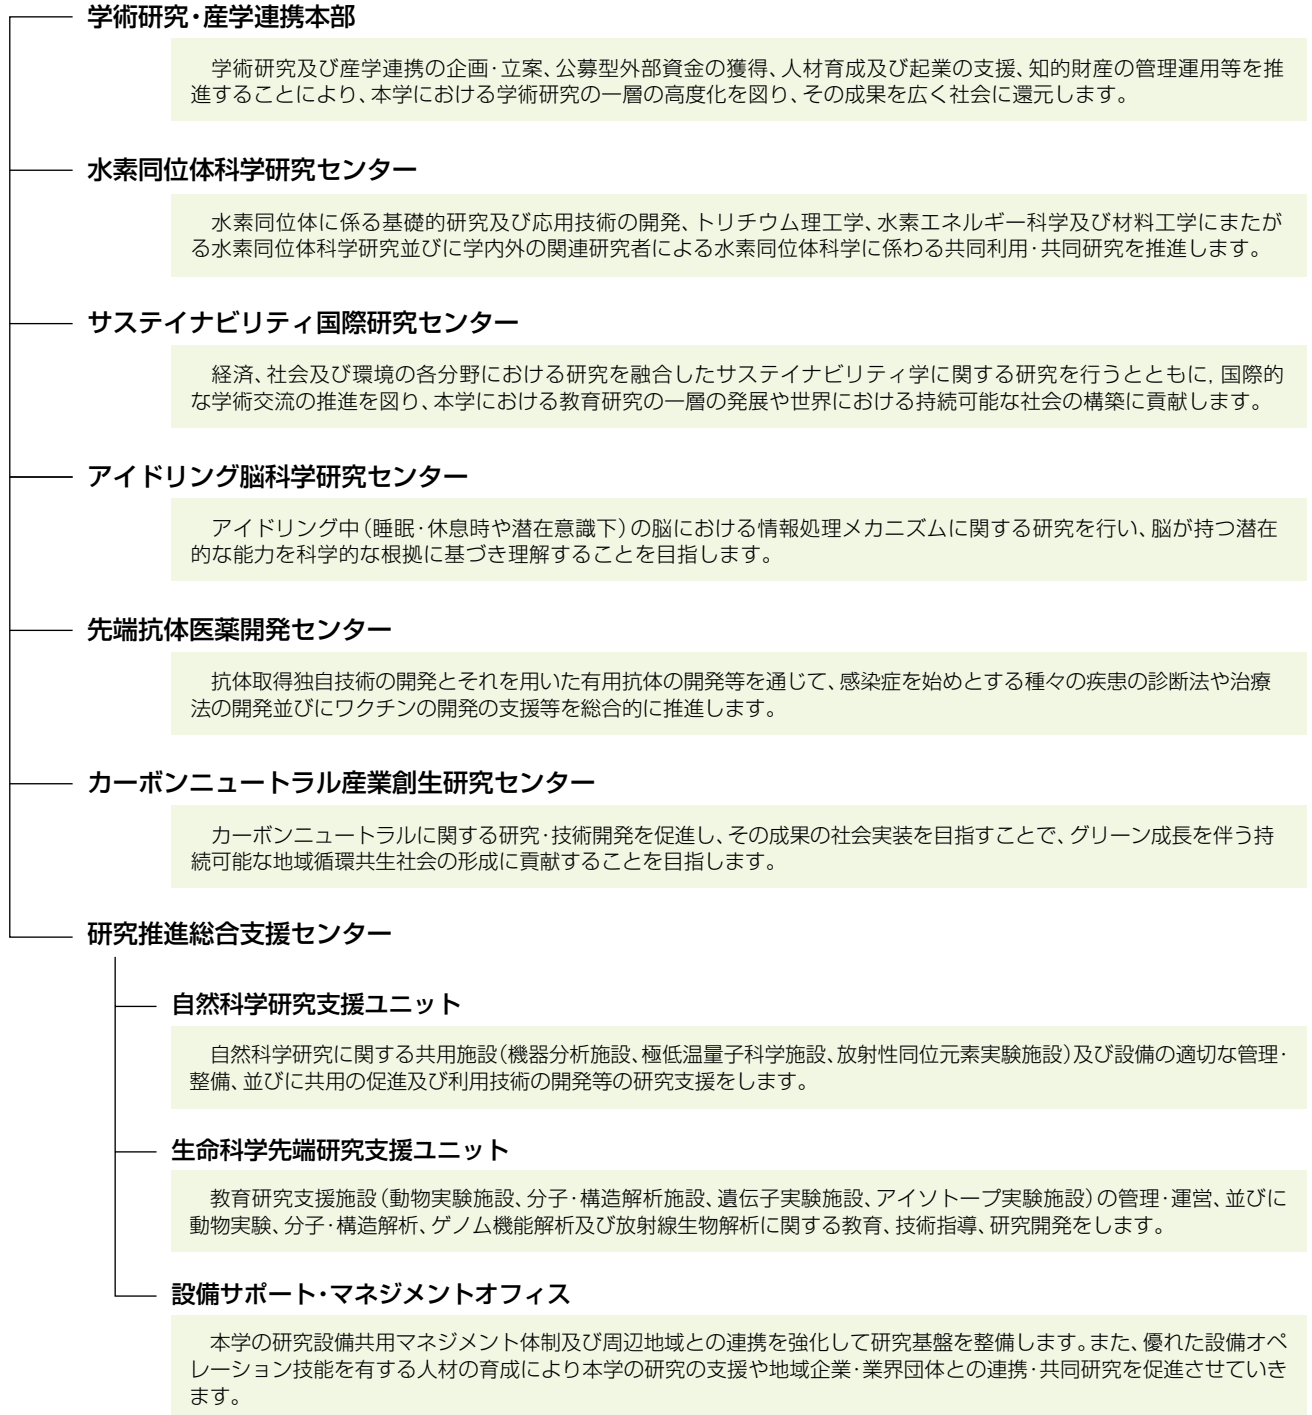 学術研究・産学連携本部
学術研究及び産学連携の企画・立案、公募型外部資金の獲得、人材育成及び起業の支援、知的財産の管理運用等を推
進することにより、本学における学術研究の一層の高度化を図り、その成果を広く社会に還元します。
水素同位体科学研究センター
水素同位体に係る基礎的研究及び応用技術の開発、トリチウム理工学、水素エネルギー科学及び材料工学にまたが
る水素同位体科学研究並びに学内外の関連研究者による水素同位体科学に係わる共同利用・共同研究を推進します。
サステイナビリティ国際研究センター
経済、社会及び環境の各分野における研究を融合したサステイナビリティ学に関する研究を行うとともに, 国際的
な学術交流の推進を図り、本学における教育研究の一層の発展や世界における持続可能な社会の構築に貢献します。
アイドリング脳科学研究センター
アイドリング中（睡眠・休息時や潜在意識下）の脳における情報処理メカニズムに関する研究を行い、脳が持つ潜在
的な能力を科学的な根拠に基づき理解することを目指します。
先端抗体医薬開発センター
抗体取得独自技術の開発とそれを用いた有用抗体の開発等を通じて、感染症を始めとする種々の疾患の診断法や治療
法の開発並びにワクチンの開発の支援等を総合的に推進します。
カーボンニュートラル産業創生研究センター
カーボンニュートラルに関する研究・技術開発を促進し、その成果の社会実装を目指すことで、グリーン成長を伴う持
続可能な地域循環共生社会の形成に貢献することを目指します。
研究推進総合支援センター
自然科学研究支援ユニット
自然科学研究に関する共用施設（機器分析施設、極低温量子科学施設、放射性同位元素実験施設）及び設備の適切な管理・
整備、並びに共用の促進及び利用技術の開発等の研究支援をします。
生命科学先端研究支援ユニット
教育研究支援施設（動物実験施設、分子・構造解析施設、遺伝子実験施設、アイソトープ実験施設）の管理・運営、並びに
動物実験、分子・構造解析、ゲノム機能解析及び放射線生物解析に関する教育、技術指導、研究開発をします。
設備サポート・マネジメントオフィス
本学の研究設備共用マネジメント体制及び周辺地域との連携を強化して研究基盤を整備します。また、優れた設備オペ
レーション技能を有する人材の育成により本学の研究の支援や地域企業・業界団体との連携・共同研究を促進させていき
ます。